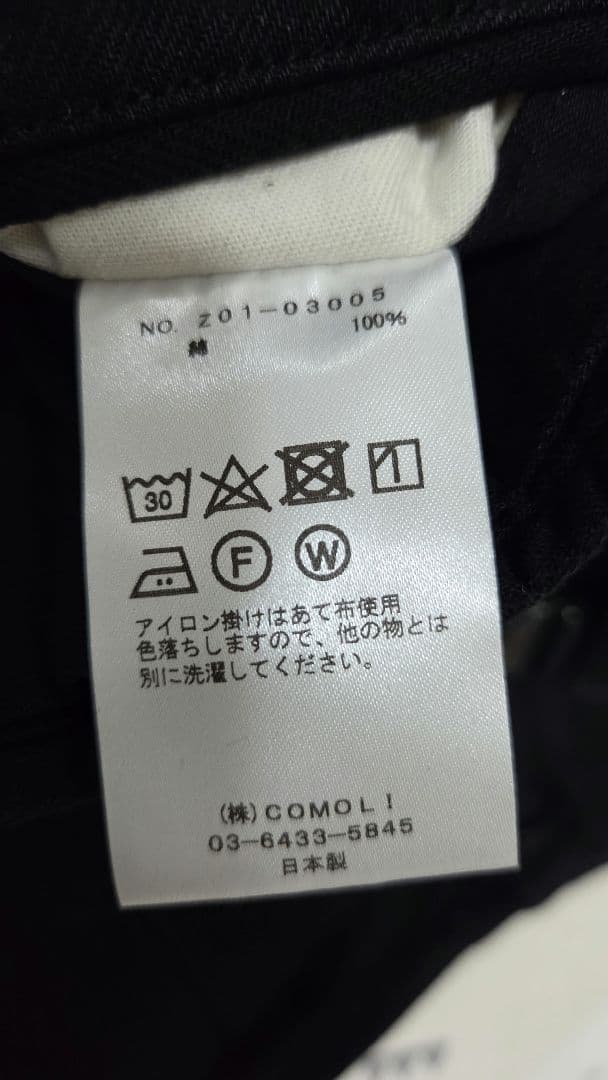 NO. Z01-03005
綿 100%
30
F W
アイロン掛けはあて布使用
色落ちしますので、他の物とは
別に洗濯してください。
(株)COMOLI
03-6433-5845
日本製